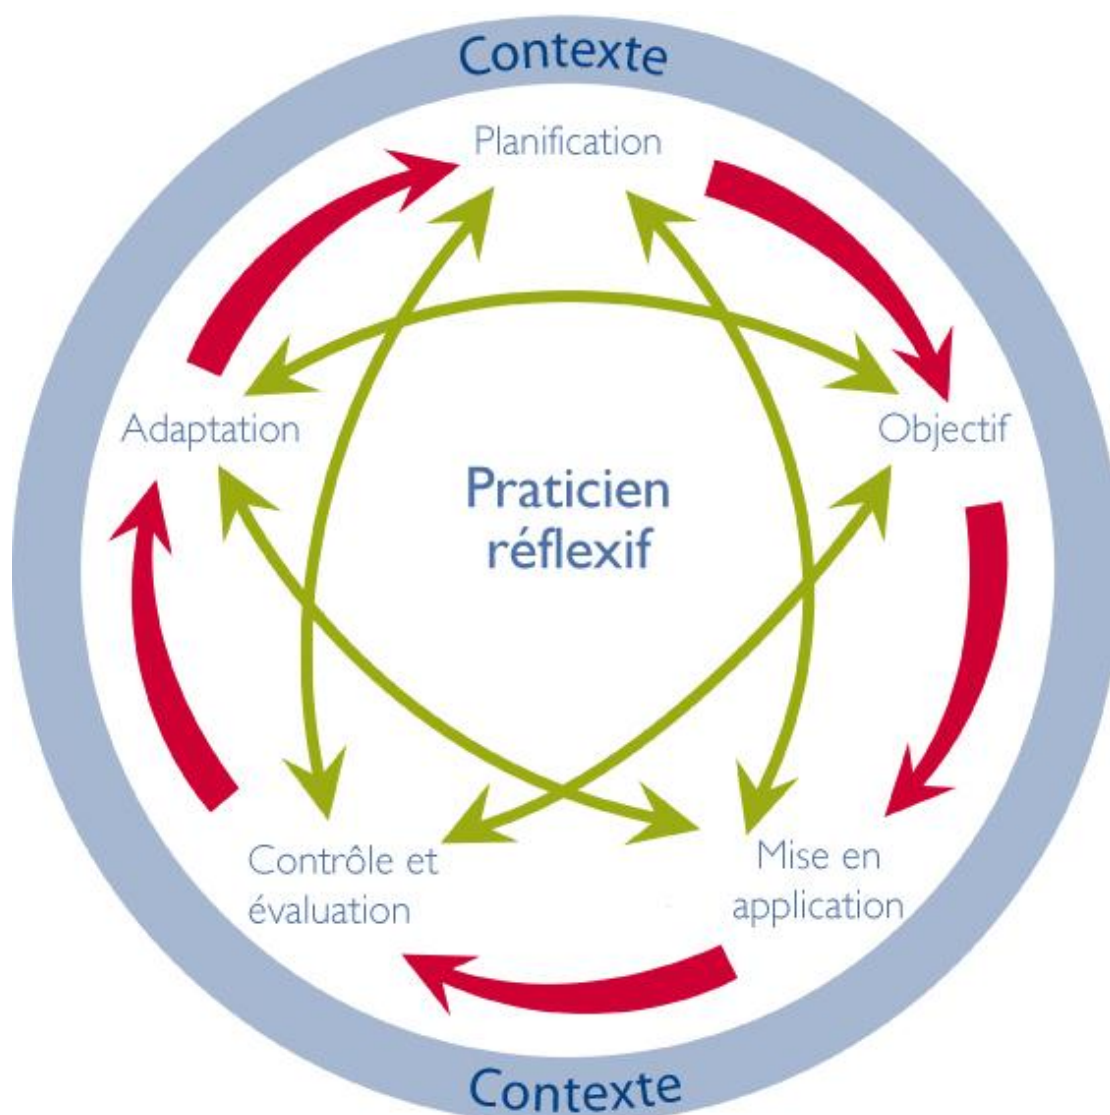 Contexte
Planification
Adaptation
Objectif
Praticien
réflexif
Contrôle et
évaluation
Mise en
application
Contexte